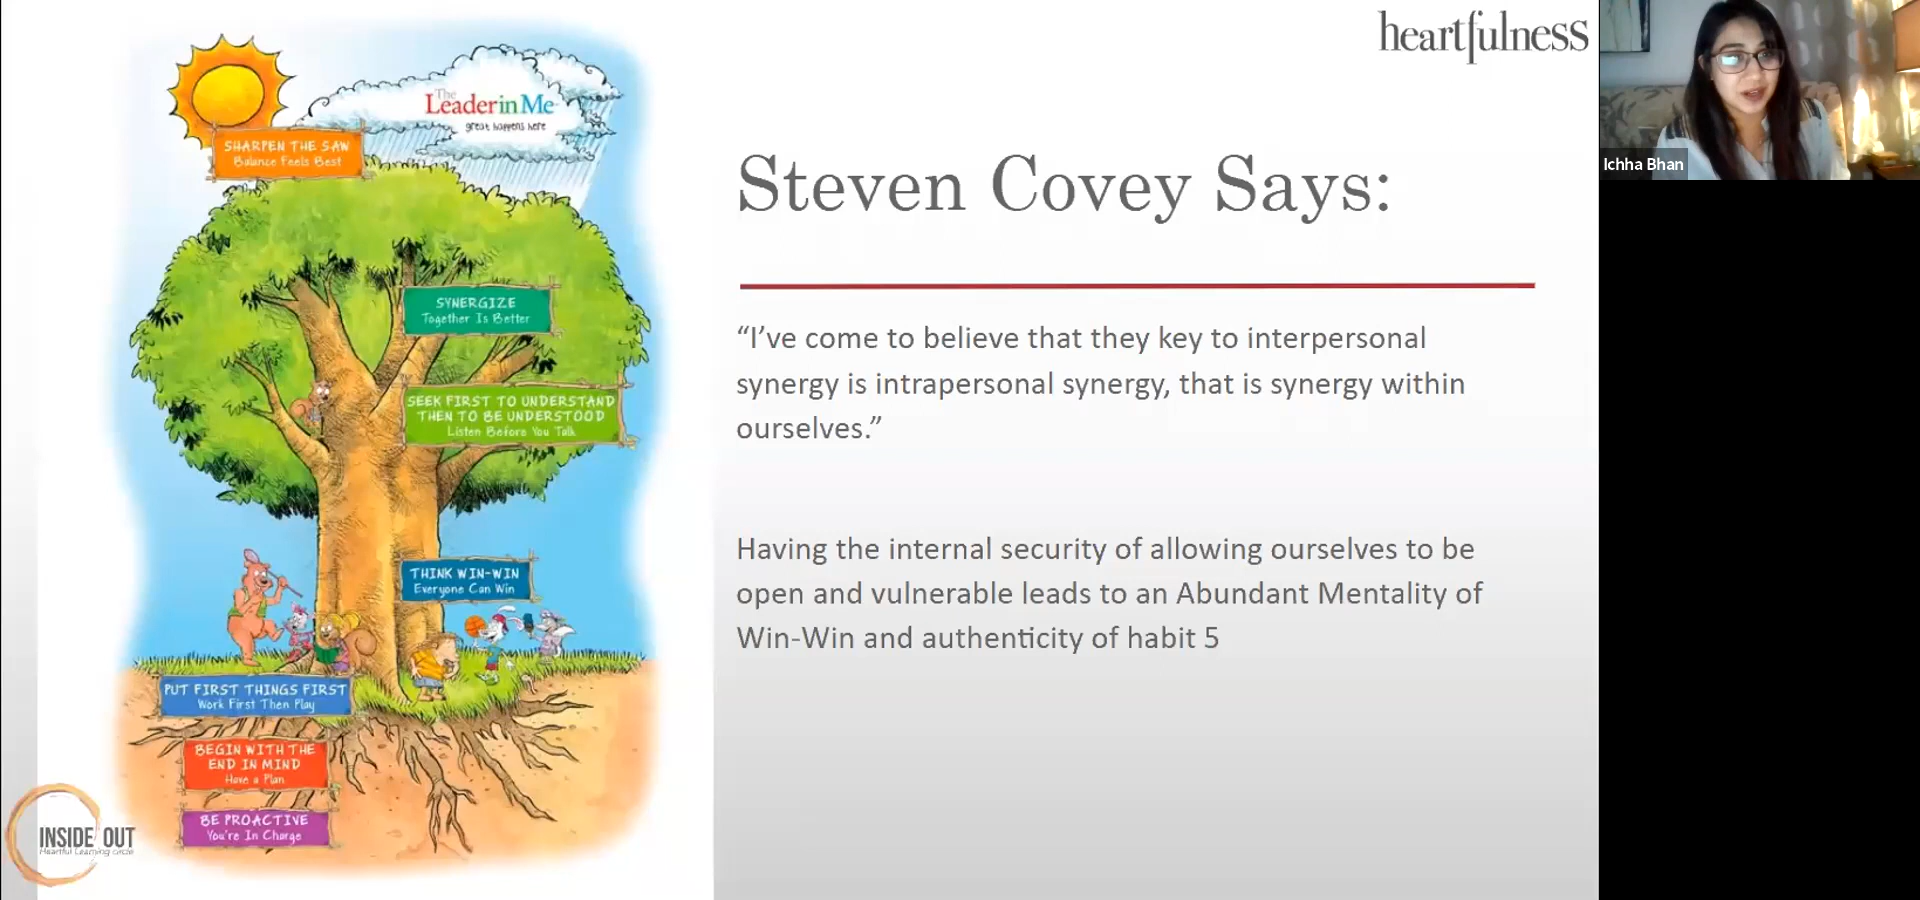 heartfulness
Ichha Bhan
The
Leader in Me
great happens here
SHARPEN THE SAW
Balance Feels Best
SYNERGIZE
Together Is Better
SEEK FIRST TO UNDERSTAND
THEN TO BE UNDERSTOOD
Listen Before You Talk
THINK WIN-WIN
Everyone Can Win
PUT FIRST THINGS FIRST
Work First Then Play
BEGIN WITH THE
END IN MIND
Have a Plan
BE PROACTIVE
You're In Charge
INSIDE OUT
Heartful Learning circle
Steven Covey Says:
“I’ve come to believe that they key to interpersonal
synergy is intrapersonal synergy, that is synergy within
ourselves.”
Having the internal security of allowing ourselves to be
open and vulnerable leads to an Abundant Mentality of
Win-Win and authenticity of habit 5